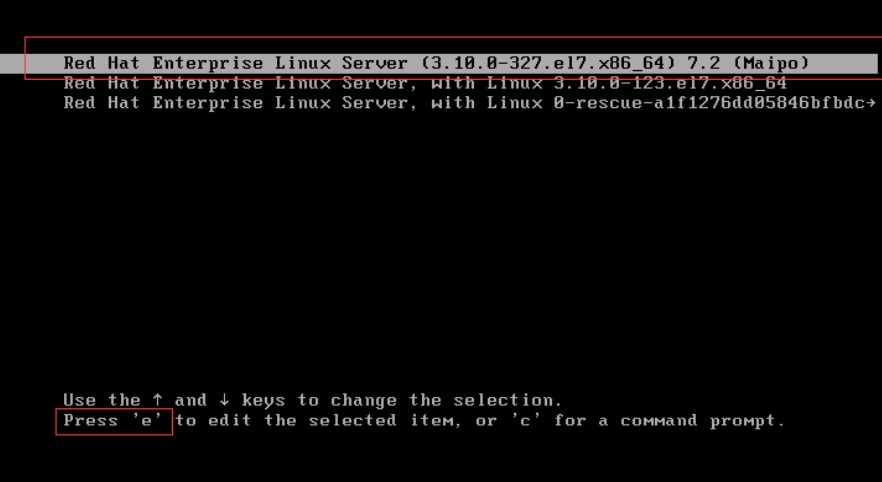 Red Hat Enterprise Linux Server (3.10.0-327.el7.x86_64) 7.2 (Maipo)
Red Hat Enterprise Linux Server, with Linux 3.10.0-123.el7.x86_64
Red Hat Enterprise Linux Server, with Linux 0-rescue-a1f1276dd05846bfbdc→
Use the ↑ and ↓ keys to change the selection.
Press 'e' to edit the selected item, or 'c' for a command prompt.